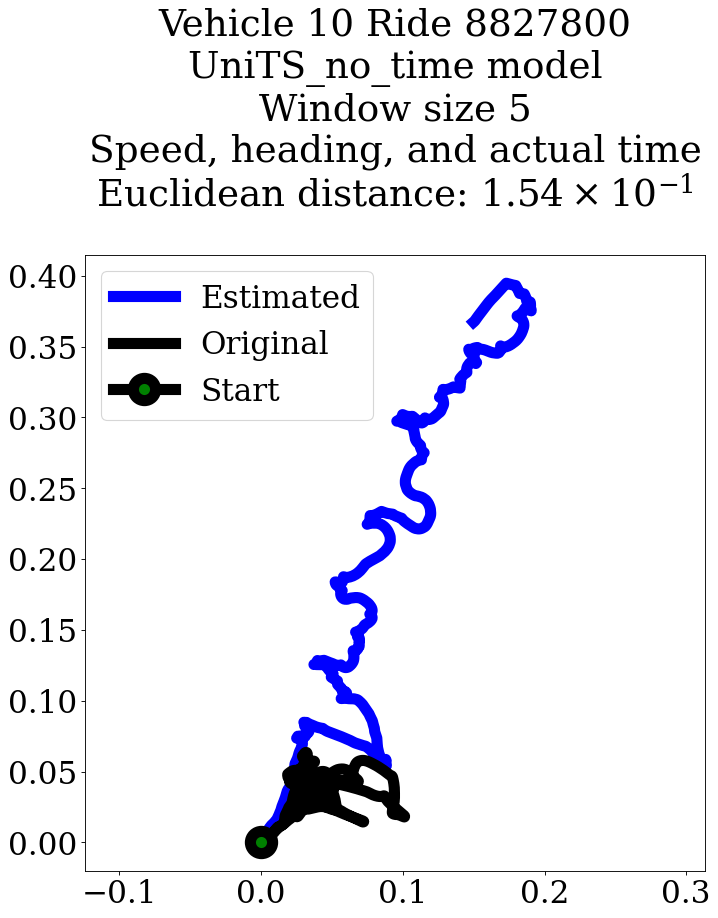 Vehicle 10 Ride 8827800
UniTS_no_time model
Window size 5
Speed, heading, and actual time
Euclidean distance: 1.54 × 10⁻¹
Estimated
Original
Start
0.40
0.35
0.30
0.25
0.20
0.15
0.10
0.05
0.00
−0.1 0.0 0.1 0.2 0.3